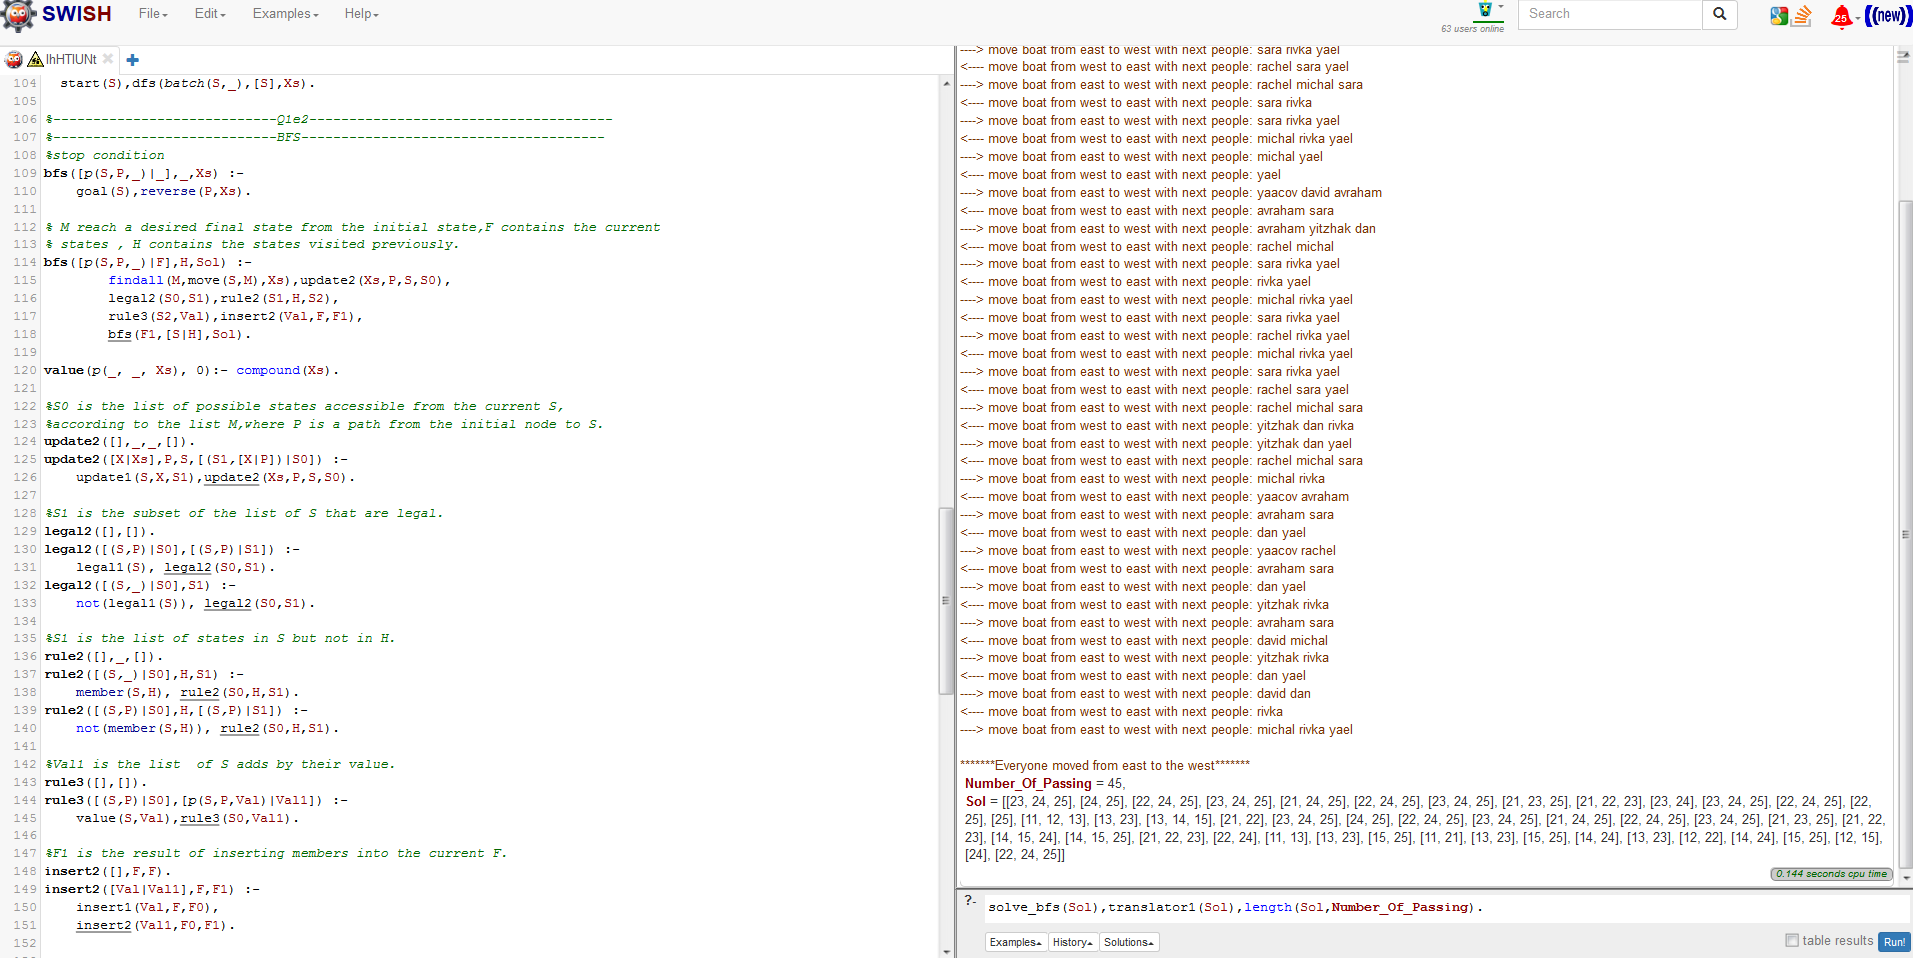 SWISH File Edit Examples Help 63 users online Search 25 ((new))
lhHTIUNt
104 start(S),dfs(batch(S,_),[S],Xs).
105
106 %----------------------------Q1e2--------------------------------------
107 %----------------------------BFS--------------------------------------
108 %stop condition
109 bfs([p(S,P,_)|_],_,Xs) :-
110 goal(S),reverse(P,Xs).
111
112 % M reach a desired final state from the initial state,F contains the current
113 % states , H contains the states visited previously.
114 bfs([p(S,P,_)|F],H,Sol) :-
115 findall(M,move(S,M),Xs),update2(Xs,P,S,S0),
116 legal2(S0,S1),rule2(S1,H,S2),
117 rule3(S2,Val),insert2(Val,F,F1),
118 bfs(F1,[S|H],Sol).
119
120 value(p(_, _, Xs), 0):- compound(Xs).
121
122 %S0 is the list of possible states accessible from the current S,
123 %according to the list M,where P is a path from the initial node to S.
124 update2([],_,_,[]).
125 update2([X|Xs],P,S,[(S1,[X|P])|S0]) :-
126 update1(S,X,S1),update2(Xs,P,S,S0).
127
128 %S1 is the subset of the list of S that are legal.
129 legal2([],[]).
130 legal2([(S,P)|S0],[(S,P)|S1]) :-
131 legal1(S), legal2(S0,S1).
132 legal2([(S,_)|S0],S1) :-
133 not(legal1(S)), legal2(S0,S1).
134
135 %S1 is the list of states in S but not in H.
136 rule2([],_,[]).
137 rule2([(S,_)|S0],H,S1) :-
138 member(S,H), rule2(S0,H,S1).
139 rule2([(S,P)|S0],H,[(S,P)|S1]) :-
140 not(member(S,H)), rule2(S0,H,S1).
141
142 %Val1 is the list  of S adds by their value.
143 rule3([],[]).
144 rule3([(S,P)|S0],[p(S,P,Val)|Val1]) :-
145 value(S,Val),rule3(S0,Val1).
146
147 %F1 is the result of inserting members into the current F.
148 insert2([],F,F).
149 insert2([Val|Val1],F,F1) :-
150 insert1(Val,F,F0),
151 insert2(Val1,F0,F1).
152
----> move boat from east to west with next people: sara rivka yael
<---- move boat from west to east with next people: rachel sara yael
----> move boat from east to west with next people: rachel michal sara
<---- move boat from west to east with next people: sara rivka
----> move boat from east to west with next people: sara rivka yael
<---- move boat from west to east with next people: michal rivka yael
----> move boat from east to west with next people: michal yael
<---- move boat from west to east with next people: yael
----> move boat from east to west with next people: yaacov david avraham
<---- move boat from west to east with next people: avraham sara
----> move boat from east to west with next people: avraham yitzhak dan
<---- move boat from west to east with next people: rachel michal
----> move boat from east to west with next people: sara rivka yael
<---- move boat from west to east with next people: rivka yael
----> move boat from east to west with next people: michal rivka yael
<---- move boat from west to east with next people: sara rivka yael
----> move boat from east to west with next people: rachel rivka yael
<---- move boat from west to east with next people: michal rivka yael
----> move boat from east to west with next people: sara rivka yael
<---- move boat from west to east with next people: rachel sara yael
----> move boat from east to west with next people: rachel michal sara
<---- move boat from west to east with next people: yitzhak dan rivka
----> move boat from east to west with next people: yitzhak dan yael
<---- move boat from west to east with next people: rachel michal sara
----> move boat from east to west with next people: michal rivka
<---- move boat from west to east with next people: yaacov avraham
----> move boat from east to west with next people: avraham sara
<---- move boat from west to east with next people: dan yael
----> move boat from east to west with next people: yaacov rachel
<---- move boat from west to east with next people: avraham sara
----> move boat from east to west with next people: dan yael
<---- move boat from west to east with next people: yitzhak rivka
----> move boat from east to west with next people: avraham sara
<---- move boat from west to east with next people: david michal
----> move boat from east to west with next people: yitzhak rivka
<---- move boat from west to east with next people: dan yael
----> move boat from east to west with next people: david dan
<---- move boat from west to east with next people: rivka
----> move boat from east to west with next people: michal rivka yael
*******Everyone moved from east to the west*******
Number_Of_Passing = 45,
Sol = [[23, 24, 25], [24, 25], [22, 24, 25], [23, 24, 25], [21, 24, 25], [22, 24, 25], [23, 24, 25], [21, 23, 25], [21, 22, 23], [23, 24], [23, 24, 25], [22, 24, 25], [22,
25], [25], [11, 12, 13], [13, 23], [13, 14, 15], [21, 22], [23, 24, 25], [24, 25], [22, 24, 25], [23, 24, 25], [21, 24, 25], [22, 24, 25], [23, 24, 25], [21, 23, 25], [21, 22,
23], [14, 15, 24], [14, 15, 25], [21, 22, 23], [22, 24], [11, 13], [13, 23], [15, 25], [11, 21], [13, 23], [15, 25], [14, 24], [13, 23], [12, 22], [14, 24], [15, 25], [12, 15],
[24], [22, 24, 25]]
0.144 seconds cpu time
?- solve_bfs(Sol),translator1(Sol),length(Sol,Number_Of_Passing).
Examples History Solutions table results Run!